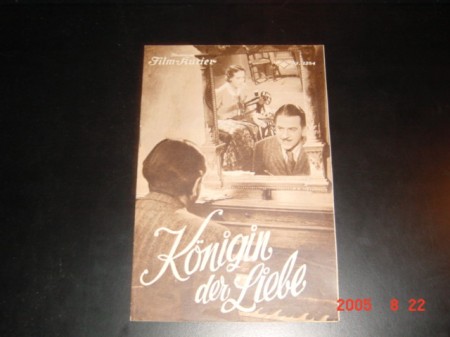 Film-Kurier
Königin
der Liebe
2005 8 22